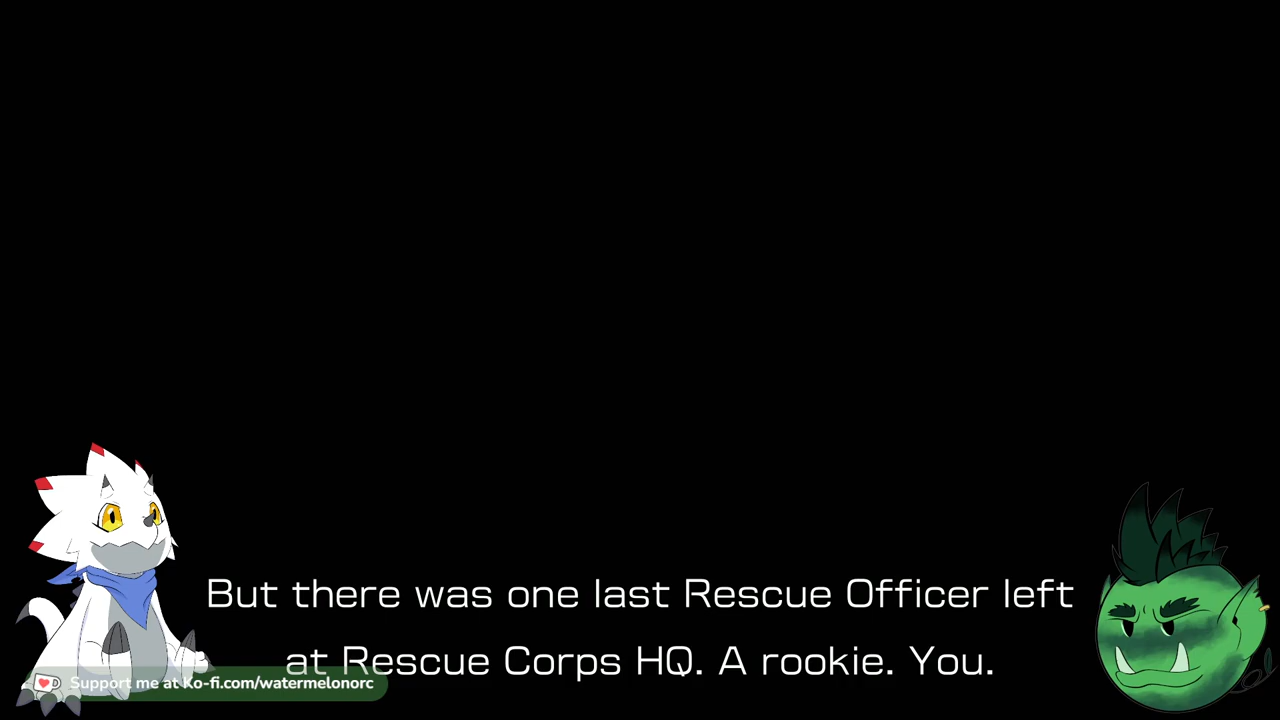 But there was one last Rescue Officer left
at Rescue Corps HQ. A rookie. You.
Support me at Ko-fi.com/watermelonorc